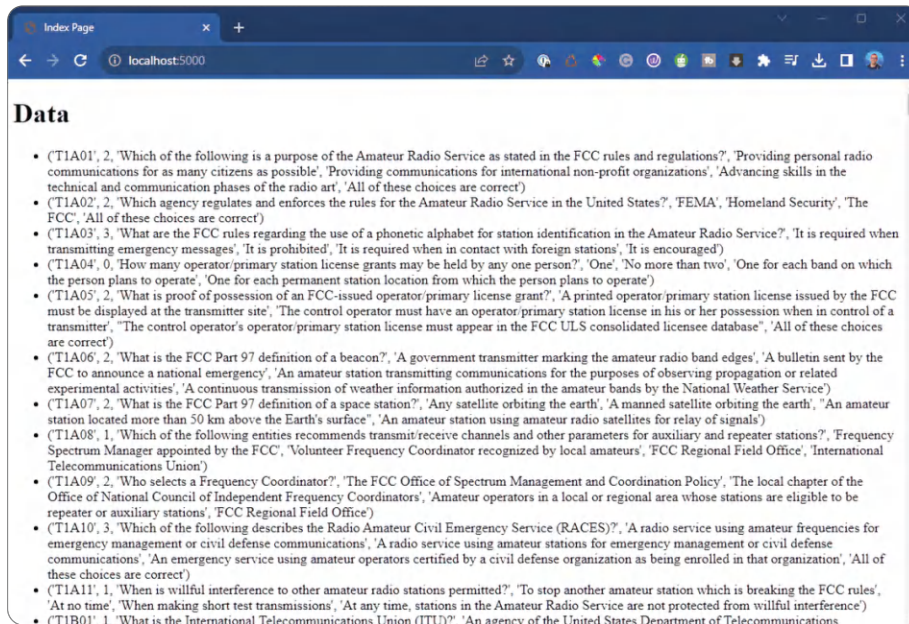 Index Page
localhost:5000
Data
('T1A01', 2, 'Which of the following is a purpose of the Amateur Radio Service as stated in the FCC rules and regulations?', 'Providing personal radio
communications for as many citizens as possible', 'Providing communications for international non-profit organizations', 'Advancing skills in the
technical and communication phases of the radio art', 'All of these choices are correct')
('T1A02', 2, 'Which agency regulates and enforces the rules for the Amateur Radio Service in the United States?', 'FEMA', 'Homeland Security', 'The
FCC', 'All of these choices are correct')
('T1A03', 3, 'What are the FCC rules regarding the use of a phonetic alphabet for station identification in the Amateur Radio Service?', 'It is required when
transmitting emergency messages', 'It is prohibited', 'It is required when in contact with foreign stations', 'It is encouraged')
('T1A04', 0, 'How many operator/primary station license grants may be held by any one person?', 'One', 'No more than two', 'One for each band on which
the person plans to operate', 'One for each permanent station location from which the person plans to operate')
('T1A05', 2, 'What is proof of possession of an FCC-issued operator/primary license grant?', 'A printed operator/primary station license issued by the FCC
must be displayed at the transmitter site', 'The control operator must have an operator/primary station license in his or her possession when in control of a
transmitter', "The control operator's operator/primary station license must appear in the FCC ULS consolidated licensee database", 'All of these choices
are correct')
('T1A06', 2, 'What is the FCC Part 97 definition of a beacon?', 'A government transmitter marking the amateur radio band edges', 'A bulletin sent by the
FCC to announce a national emergency', 'An amateur station transmitting communications for the purposes of observing propagation or related
experimental activities', 'A continuous transmission of weather information authorized in the amateur bands by the National Weather Service')
('T1A07', 2, 'What is the FCC Part 97 definition of a space station?', 'Any satellite orbiting the earth', 'A manned satellite orbiting the earth', "An amateur
station located more than 50 km above the Earth's surface", 'An amateur station using amateur radio satellites for relay of signals')
('T1A08', 1, 'Which of the following entities recommends transmit/receive channels and other parameters for auxiliary and repeater stations?', 'Frequency
Spectrum Manager appointed by the FCC', 'Volunteer Frequency Coordinator recognized by local amateurs', 'FCC Regional Field Office', 'International
Telecommunications Union')
('T1A09', 2, 'Who selects a Frequency Coordinator?', 'The FCC Office of Spectrum Management and Coordination Policy', 'The local chapter of the
Office of National Council of Independent Frequency Coordinators', 'Amateur operators in a local or regional area whose stations are eligible to be
repeater or auxiliary stations', 'FCC Regional Field Office')
('T1A10', 3, 'Which of the following describes the Radio Amateur Civil Emergency Service (RACES)?', 'A radio service using amateur frequencies for
emergency management or civil defense communications', 'A radio service using amateur stations for emergency management or civil defense
communications', 'An emergency service using amateur operators certified by a civil defense organization as being enrolled in that organization', 'All of
these choices are correct')
('T1A11', 1, 'When is willful interference to other amateur radio stations permitted?', 'To stop another amateur station which is breaking the FCC rules',
'At no time', 'When making short test transmissions', 'At any time, stations in the Amateur Radio Service are not protected from willful interference')
('T1B01', 1, 'What is the International Telecommunications Union (ITU)?', 'An agency of the United States Department of Telecommunications